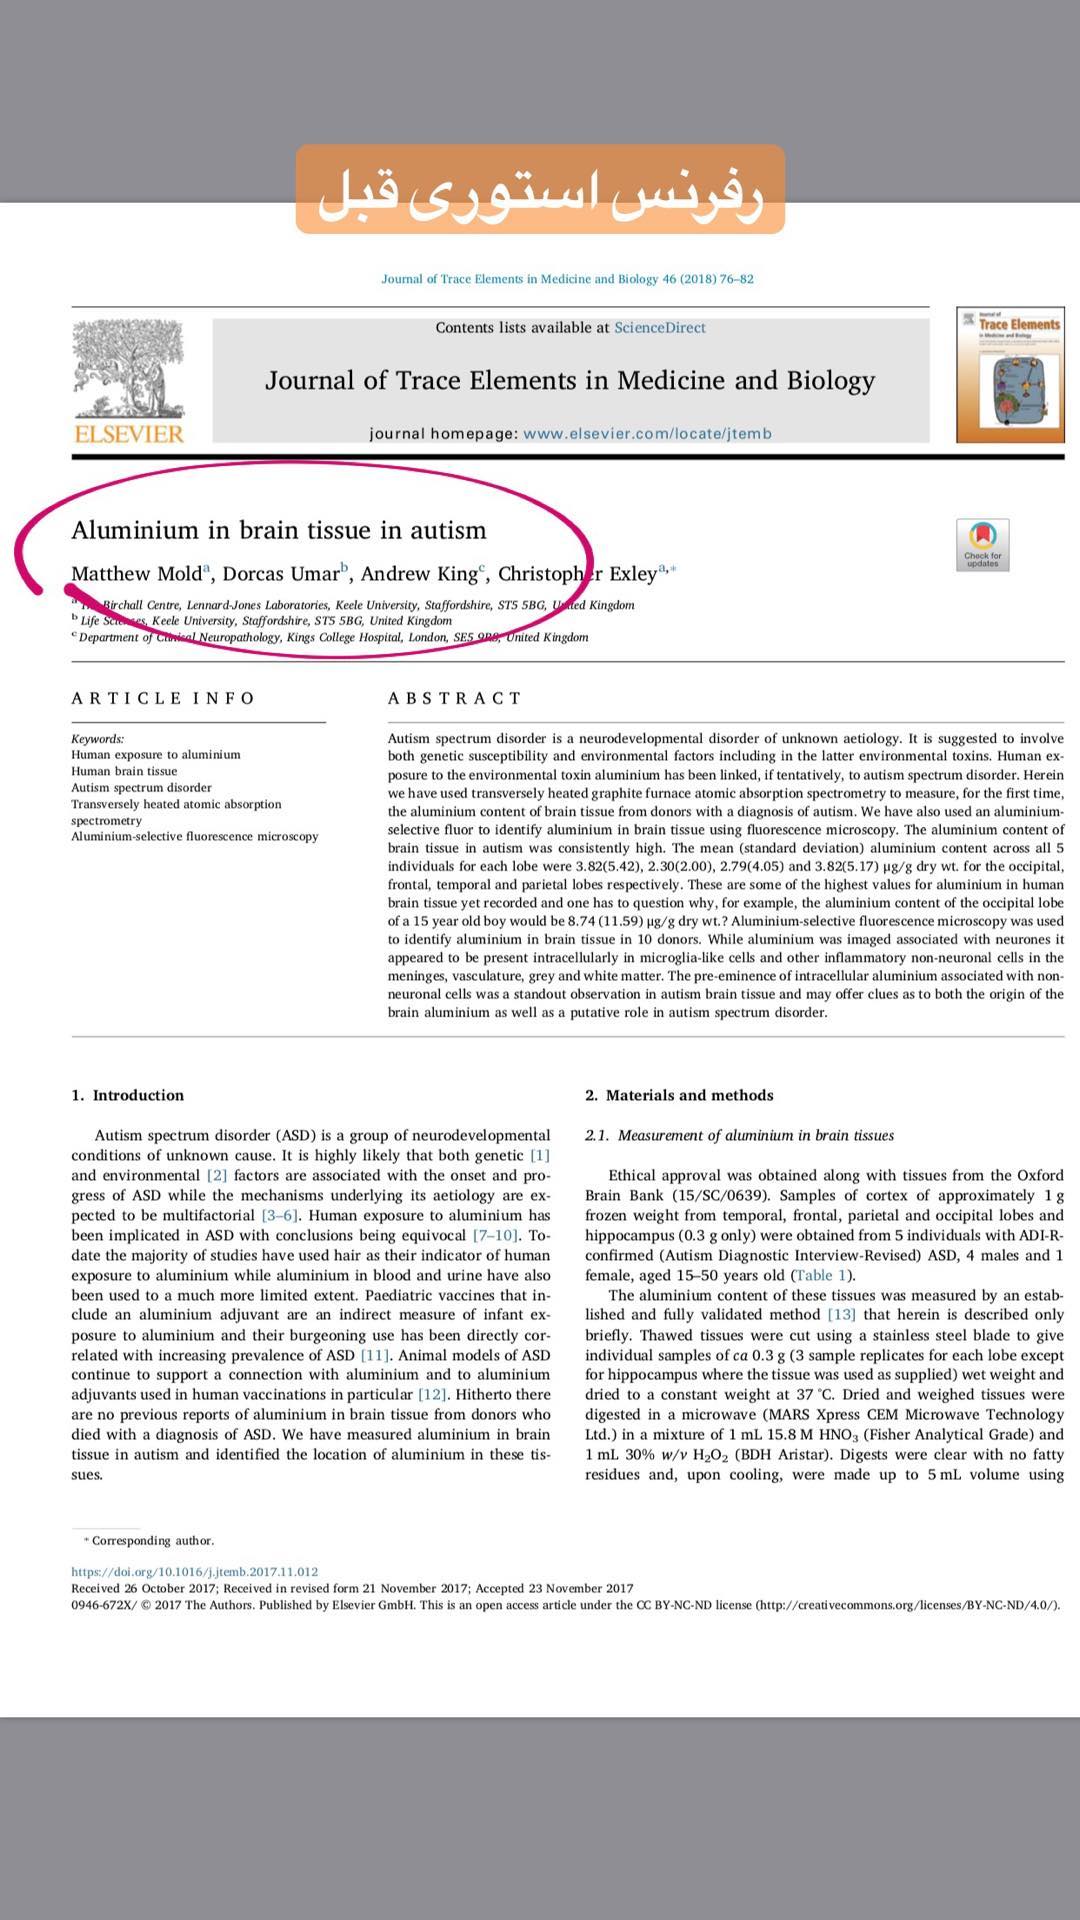 رفرنس استوری قبل
Journal of Trace Elements in Medicine and Biology 46 (2018) 76–82
Contents lists available at ScienceDirect
Journal of Trace Elements in Medicine and Biology
journal homepage: www.elsevier.com/locate/jtemb
ELSEVIER
Trace Elements
Aluminium in brain tissue in autism
Check for
updates
Matthew Moldᵃ, Dorcas Umarᵇ, Andrew Kingᶜ, Christopher Exleyᵃ,*
ᵃ The Birchall Centre, Lennard-Jones Laboratories, Keele University, Staffordshire, ST5 5BG, United Kingdom
ᵇ Life Sciences, Keele University, Staffordshire, ST5 5BG, United Kingdom
ᶜ Department of Clinical Neuropathology, Kings College Hospital, London, SE5 9RS, United Kingdom
ARTICLE INFO
Keywords:
Human exposure to aluminium
Human brain tissue
Autism spectrum disorder
Transversely heated atomic absorption
spectrometry
Aluminium-selective fluorescence microscopy
ABSTRACT
Autism spectrum disorder is a neurodevelopmental disorder of unknown aetiology. It is suggested to involve
both genetic susceptibility and environmental factors including in the latter environmental toxins. Human ex-
posure to the environmental toxin aluminium has been linked, if tentatively, to autism spectrum disorder. Herein
we have used transversely heated graphite furnace atomic absorption spectrometry to measure, for the first time,
the aluminium content of brain tissue from donors with a diagnosis of autism. We have also used an aluminium-
selective fluor to identify aluminium in brain tissue using fluorescence microscopy. The aluminium content of
brain tissue in autism was consistently high. The mean (standard deviation) aluminium content across all 5
individuals for each lobe were 3.82(5.42), 2.30(2.00), 2.79(4.05) and 3.82(5.17) μg/g dry wt. for the occipital,
frontal, temporal and parietal lobes respectively. These are some of the highest values for aluminium in human
brain tissue yet recorded and one has to question why, for example, the aluminium content of the occipital lobe
of a 15 year old boy would be 8.74 (11.59) μg/g dry wt.? Aluminium-selective fluorescence microscopy was used
to identify aluminium in brain tissue in 10 donors. While aluminium was imaged associated with neurones it
appeared to be present intracellularly in microglia-like cells and other inflammatory non-neuronal cells in the
meninges, vasculature, grey and white matter. The pre-eminence of intracellular aluminium associated with non-
neuronal cells was a standout observation in autism brain tissue and may offer clues as to both the origin of the
brain aluminium as well as a putative role in autism spectrum disorder.
1. Introduction
Autism spectrum disorder (ASD) is a group of neurodevelopmental
conditions of unknown cause. It is highly likely that both genetic [1]
and environmental [2] factors are associated with the onset and pro-
gress of ASD while the mechanisms underlying its aetiology are ex-
pected to be multifactorial [3–6]. Human exposure to aluminium has
been implicated in ASD with conclusions being equivocal [7–10]. To-
date the majority of studies have used hair as their indicator of human
exposure to aluminium while aluminium in blood and urine have also
been used to a much more limited extent. Paediatric vaccines that in-
clude an aluminium adjuvant are an indirect measure of infant ex-
posure to aluminium and their burgeoning use has been directly cor-
related with increasing prevalence of ASD [11]. Animal models of ASD
continue to support a connection with aluminium and to aluminium
adjuvants used in human vaccinations in particular [12]. Hitherto there
are no previous reports of aluminium in brain tissue from donors who
died with a diagnosis of ASD. We have measured aluminium in brain
tissue in autism and identified the location of aluminium in these tis-
sues.
2. Materials and methods
2.1. Measurement of aluminium in brain tissues
Ethical approval was obtained along with tissues from the Oxford
Brain Bank (15/SC/0639). Samples of cortex of approximately 1 g
frozen weight from temporal, frontal, parietal and occipital lobes and
hippocampus (0.3 g only) were obtained from 5 individuals with ADI-R-
confirmed (Autism Diagnostic Interview-Revised) ASD, 4 males and 1
female, aged 15–50 years old (Table 1).
The aluminium content of these tissues was measured by an estab-
lished and fully validated method [13] that herein is described only
briefly. Thawed tissues were cut using a stainless steel blade to give
individual samples of ca 0.3 g (3 sample replicates for each lobe except
for hippocampus where the tissue was used as supplied) wet weight and
dried to a constant weight at 37 °C. Dried and weighed tissues were
digested in a microwave (MARS Xpress CEM Microwave Technology
Ltd.) in a mixture of 1 mL 15.8 M HNO₃ (Fisher Analytical Grade) and
1 mL 30% w/v H₂O₂ (BDH Aristar). Digests were clear with no fatty
residues and, upon cooling, were made up to 5 mL volume using
* Corresponding author.
https://doi.org/10.1016/j.jtemb.2017.11.012
Received 26 October 2017; Received in revised form 21 November 2017; Accepted 23 November 2017
0946-672X/ © 2017 The Authors. Published by Elsevier GmbH. This is an open access article under the CC BY-NC-ND license (http://creativecommons.org/licenses/BY-NC-ND/4.0/).